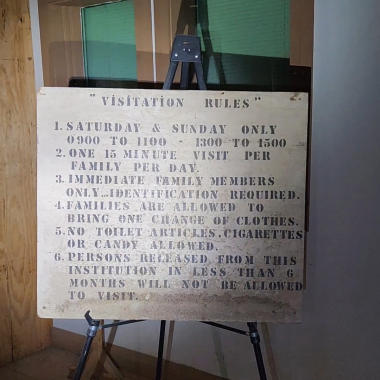 "VISITATION RULES"
1. SATURDAY & SUNDAY ONLY
0900 TO 1100 - 1300 TO 1500
2. ONE 15 MINUTE VISIT PER
FAMILY PER DAY.
3. IMMEDIATE FAMILY MEMBERS
ONLY...IDENTIFICATION REQUIRED.
4. FAMILIES ARE ALLOWED TO
BRING ONE CHANGE OF CLOTHES.
5. NO TOILET ARTICLES, CIGARETTES
OR CANDY ALLOWED.
6. PERSONS RELEASED FROM THIS
INSTITUTION IN LESS THAN 6
MONTHS WILL NOT BE ALLOWED
TO VISIT.